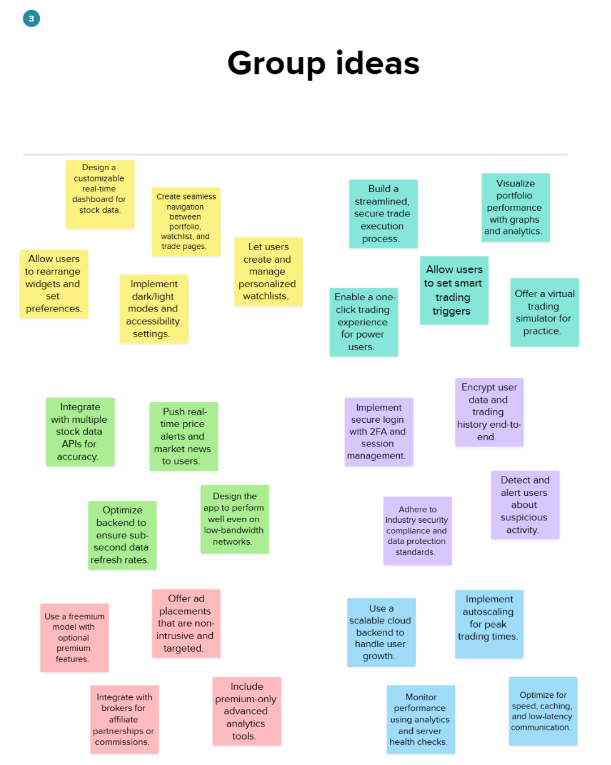 3
Group ideas
Design a
customizable
real-time
dashboard for
stock data.
Create seamless
navigation
between
portfolio,
watchlist, and
trade pages.
Allow users
to rearrange
widgets and
set
preferences.
Implement
dark/light
modes and
accessibility
settings.
Let users
create and
manage
personalized
watchlists.
Build a
streamlined,
secure trade
execution
process.
Visualize
portfolio
performance
with graphs
and analytics.
Enable a one-
click trading
experience
for power
users.
Allow users
to set smart
trading
triggers
Offer a virtual
trading
simulator for
practice.
Integrate
with multiple
stock data
APIs for
accuracy.
Push real-
time price
alerts and
market news
to users.
Optimize
backend to
ensure sub-
second data
refresh rates.
Design the
app to perform
well even on
low-bandwidth
networks.
Implement
secure login
with 2FA and
session
management.
Encrypt user
data and
trading
history end-to-
end.
Adhere to
industry security
compliance and
data protection
standards.
Detect and
alert users
about
suspicious
activity.
Use a freemium
model with
optional
premium
features.
Offer ad
placements
that are non-
intrusive and
targeted.
Integrate with
brokers for
affiliate
partnerships or
commissions.
Include
premium-only
advanced
analytics
tools.
Use a
scalable cloud
backend to
handle user
growth.
Implement
autoscaling
for peak
trading times.
Monitor
performance
using analytics
and server
health checks.
Optimize for
speed, caching,
and low-latency
communication.